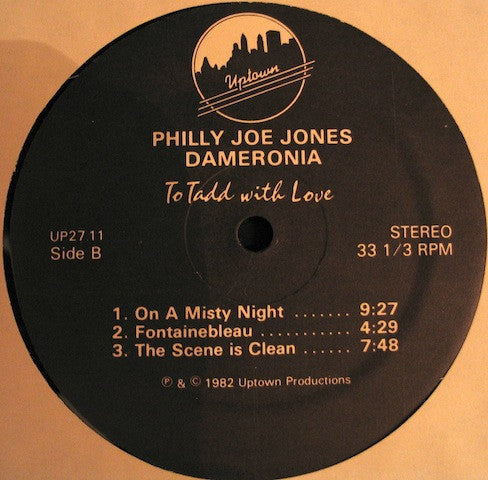 Uptown
PHILLY JOE JONES
DAMERONIA
To Tadd with Love
UP27.11
Side B
STEREO
33 1/3 RPM
1. On A Misty Night ....... 9:27
2. Fontainebleau ........... 4:29
3. The Scene is Clean ...... 7:48
℗ & © 1982 Uptown Productions